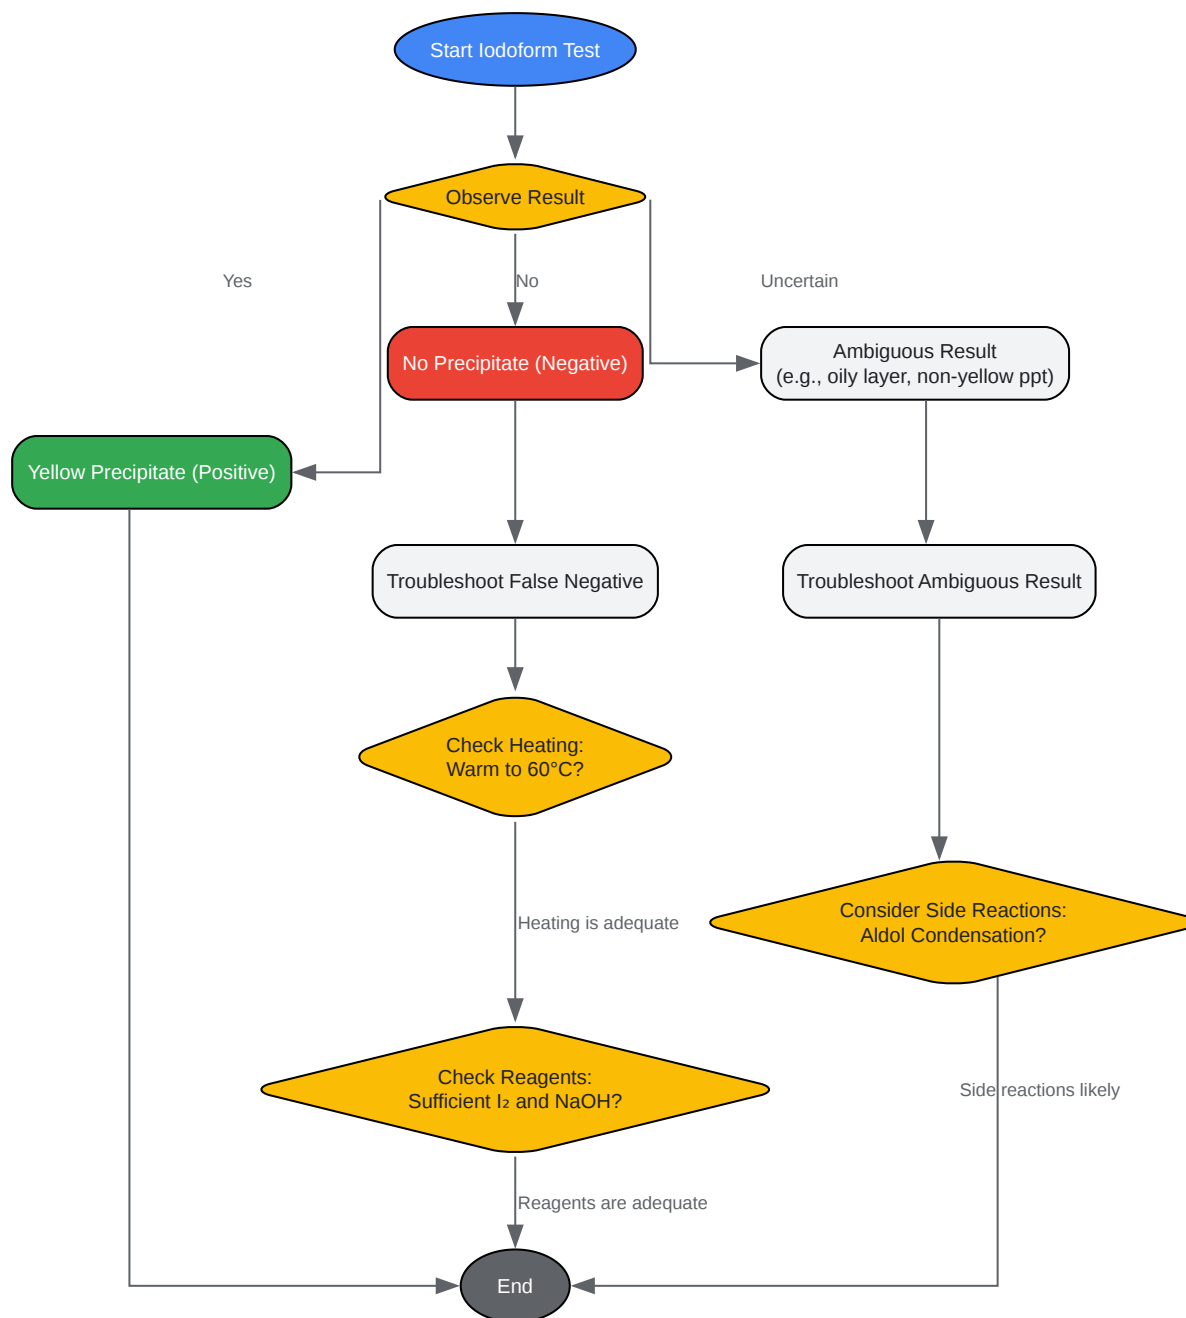 Start Iodoform Test
Observe Result
Yes
No
Uncertain
No Precipitate (Negative)
Ambiguous Result
(e.g., oily layer, non-yellow ppt)
Yellow Precipitate (Positive)
Troubleshoot False Negative
Troubleshoot Ambiguous Result
Check Heating:
Warm to 60°C?
Heating is adequate
Consider Side Reactions:
Aldol Condensation?
Check Reagents:
Sufficient I₂ and NaOH?
Side reactions likely
Reagents are adequate
End